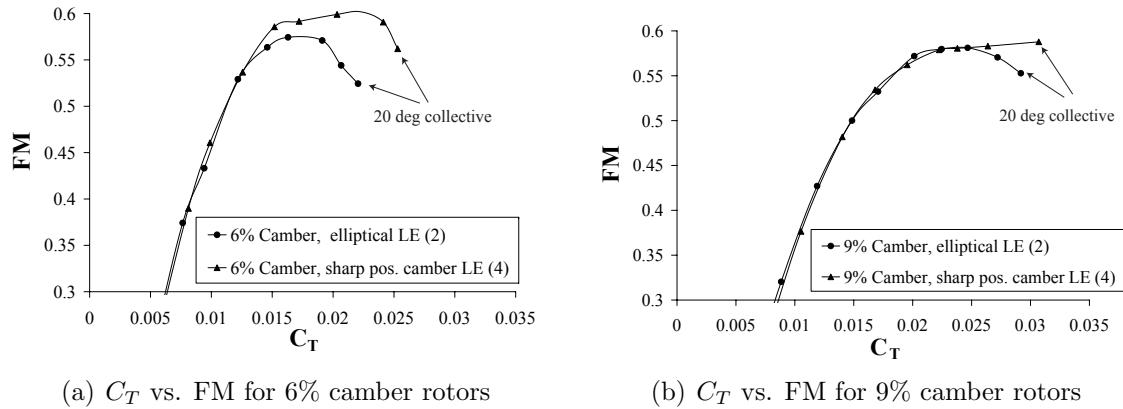 0.6
0.55
0.5
0.45
0.4
0.35
0.3
FM
0
0.005
0.01
0.015
0.02
0.025
0.03
0.035
C_T
20 deg collective
6% Camber, elliptical LE (2)
6% Camber, sharp pos. camber LE (4)
(a) C_T vs. FM for 6% camber rotors
0.6
0.55
0.5
0.45
0.4
0.35
0.3
FM
0
0.005
0.01
0.015
0.02
0.025
0.03
0.035
C_T
20 deg collective
9% Camber, elliptical LE (2)
9% Camber, sharp pos. camber LE (4)
(b) C_T vs. FM for 9% camber rotors